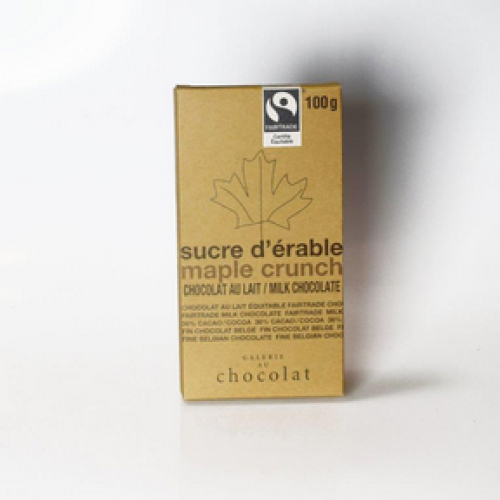 100g
FAIRTRADE
Certifié
Équitable
sucre d'érable
maple crunch
CHOCOLAT AU LAIT / MILK CHOCOLATE
CHOCOLAT AU LAIT ÉQUITABLE FAIRTRADE CHO
FAIRTRADE MILK CHOCOLATE FAIRTRADE MILK
36% CACAO/COCOA 36% CACAO/COCOA 36%
FIN CHOCOLAT BELGE FIN CHOCOLAT BELGE
FINE BELGIAN CHOCOLATE FINE BELGIAN
GALERIE
AU
chocolat